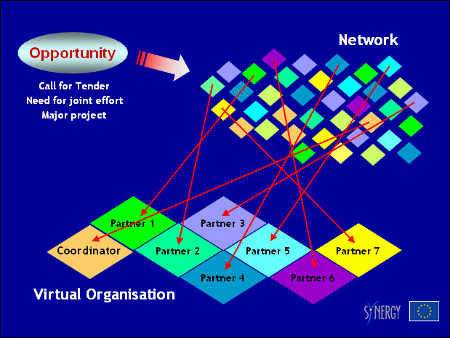 Opportunity
Network
Call for Tender
Need for joint effort
Major project
Partner 1
Partner 3
Coordinator
Partner 2
Partner 5
Partner 7
Partner 4
Partner 6
Virtual Organisation
SYNERGY